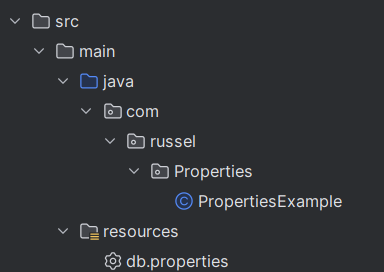 src
main
java
com
russel
Properties
PropertiesExample
resources
db.properties